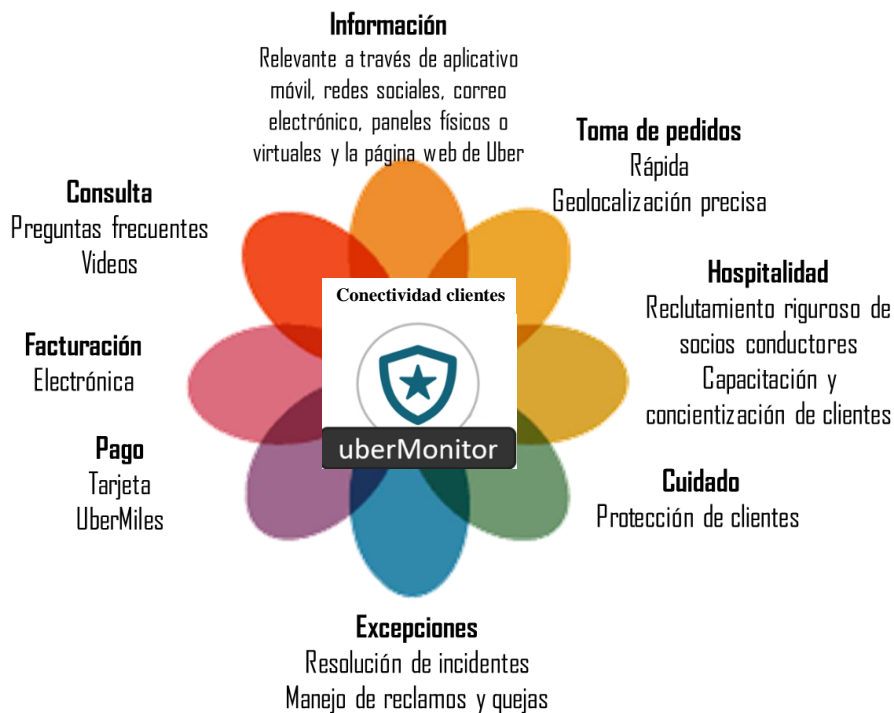 Información
Relevante a través de aplicativo
móvil, redes sociales, correo
electrónico, paneles físicos o
virtuales y la página web de Uber
Toma de pedidos
Rápida
Geolocalización precisa
Hospitalidad
Reclutamiento riguroso de
socios conductores
Capacitación y
concientización de clientes
Cuidado
Protección de clientes
Excepciones
Resolución de incidentes
Manejo de reclamos y quejas
Pago
Tarjeta
UberMiles
Facturación
Electrónica
Consulta
Preguntas frecuentes
Videos
Conectividad clientes
uberMonitor